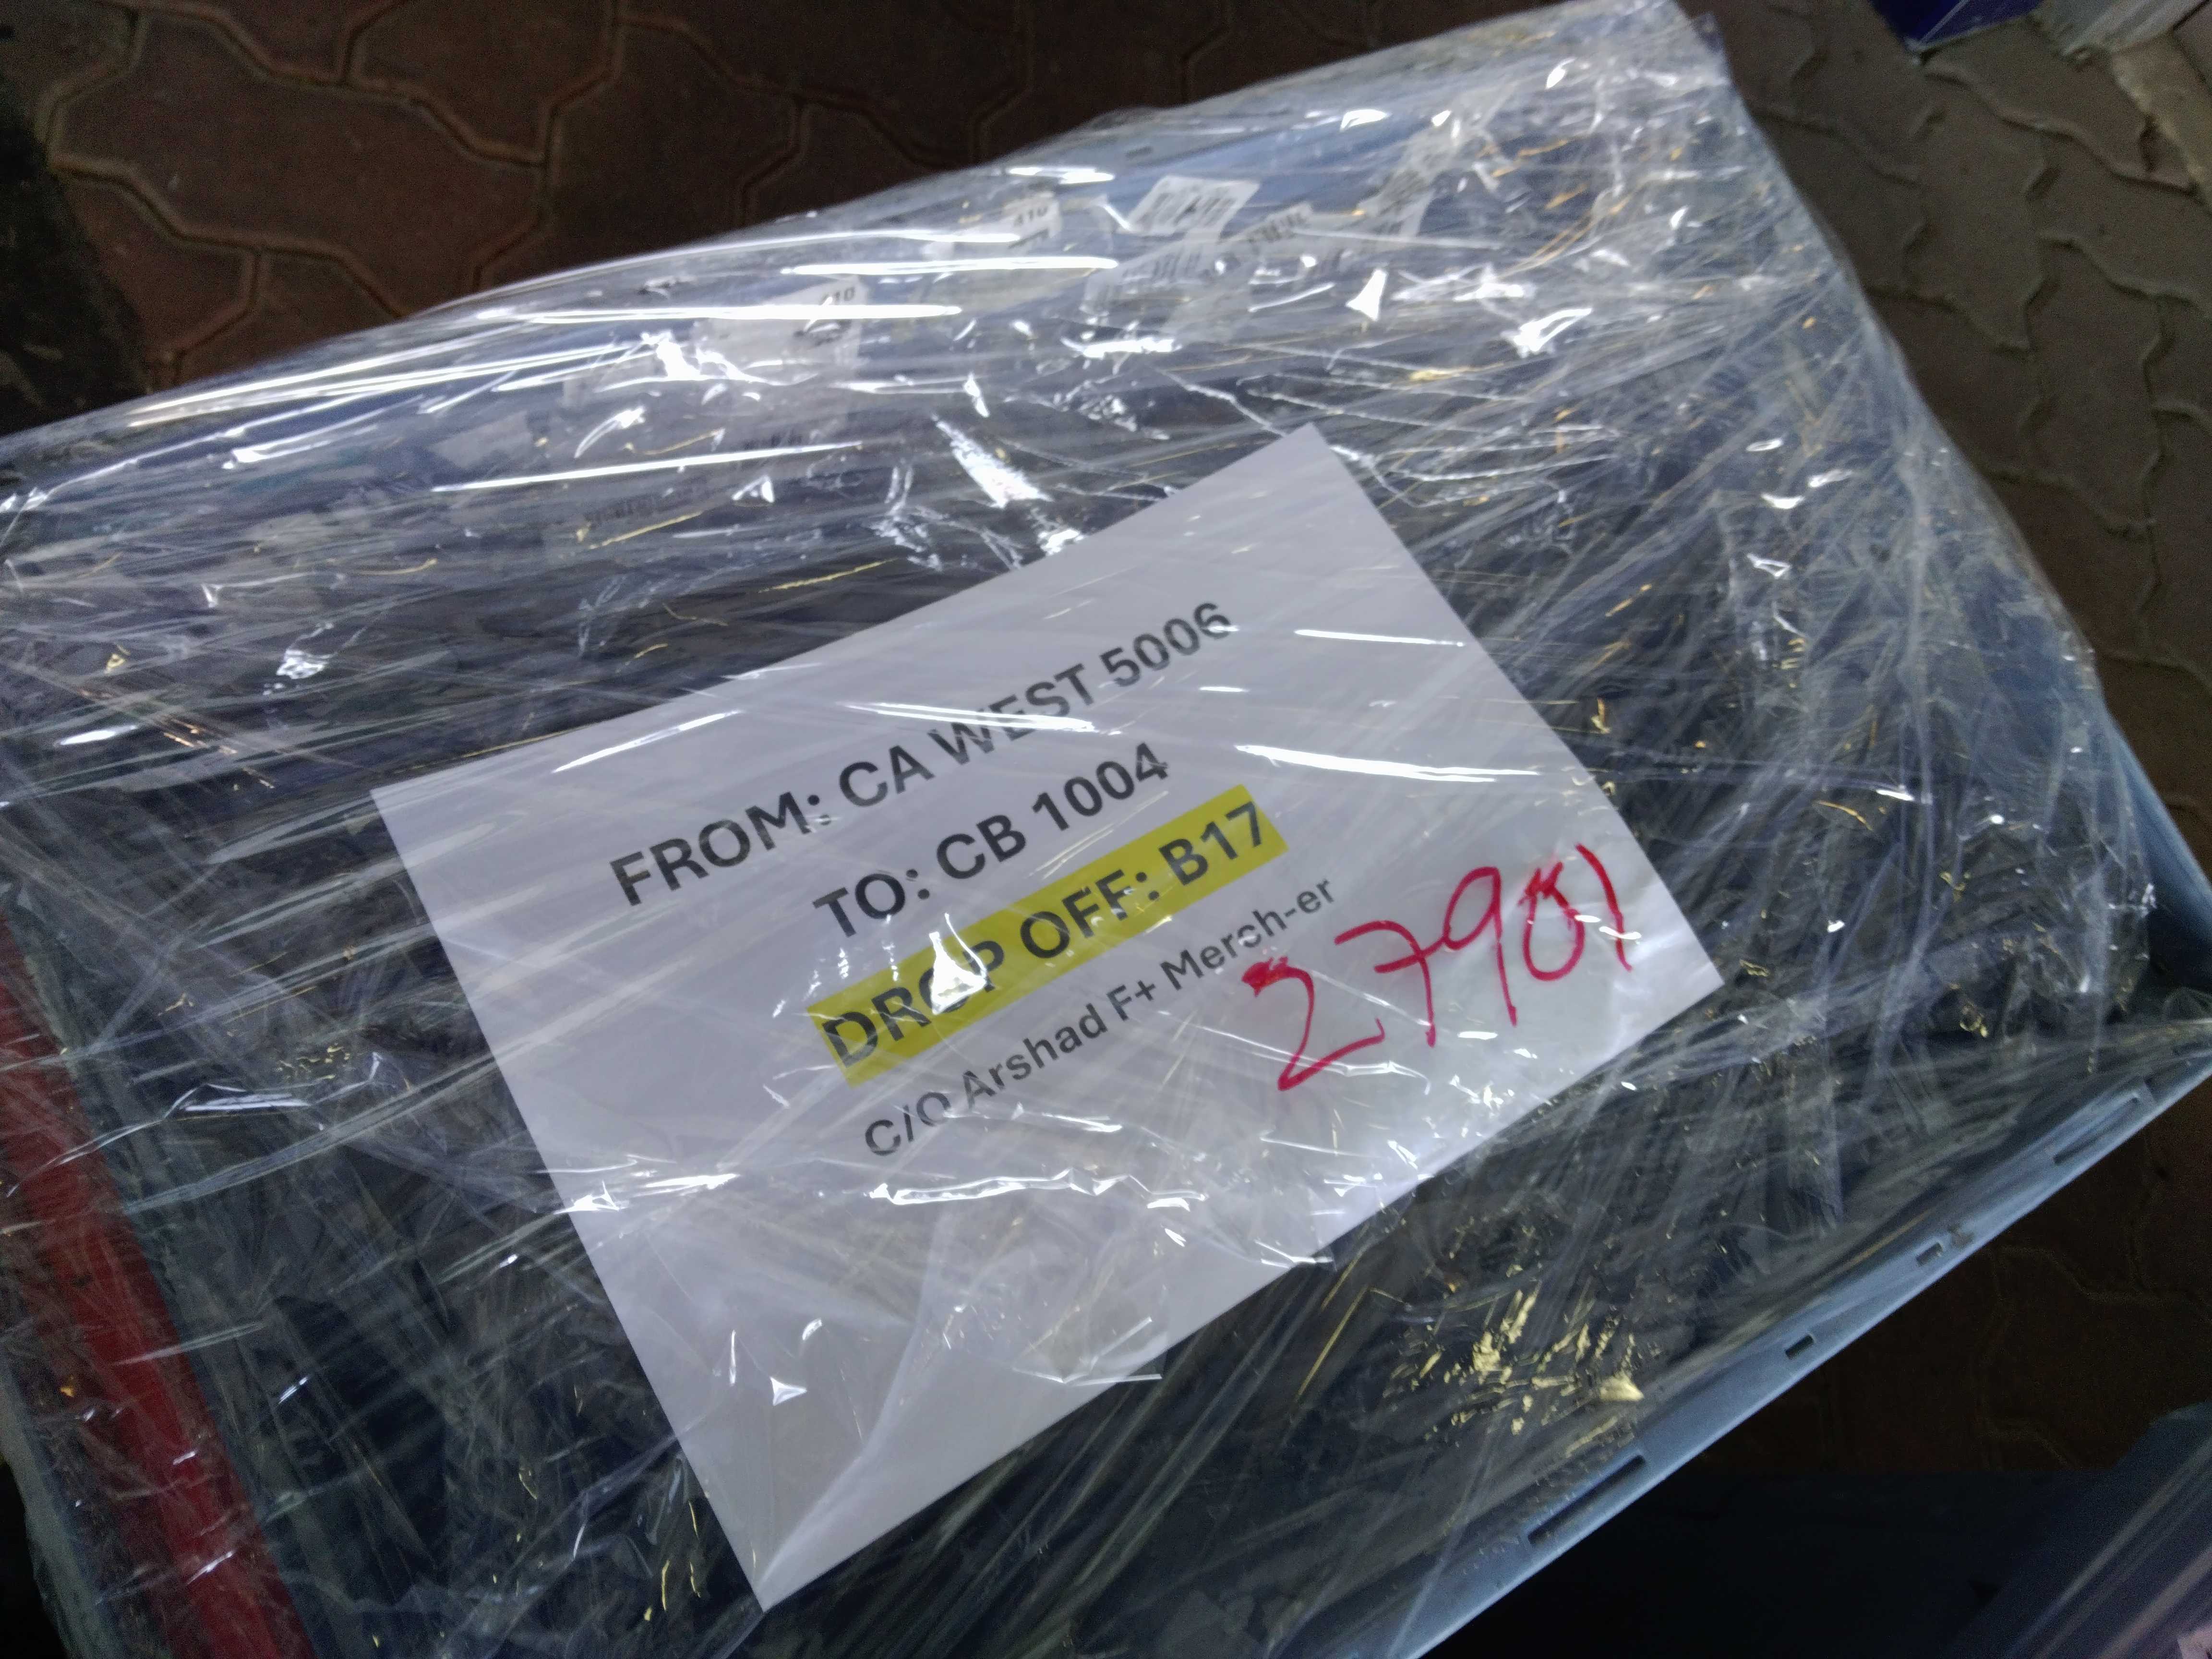 FROM: CA WEST 5006
TO: CB 1004
DROP OFF: B17
C/O Arshad F+ Merch-er
27901